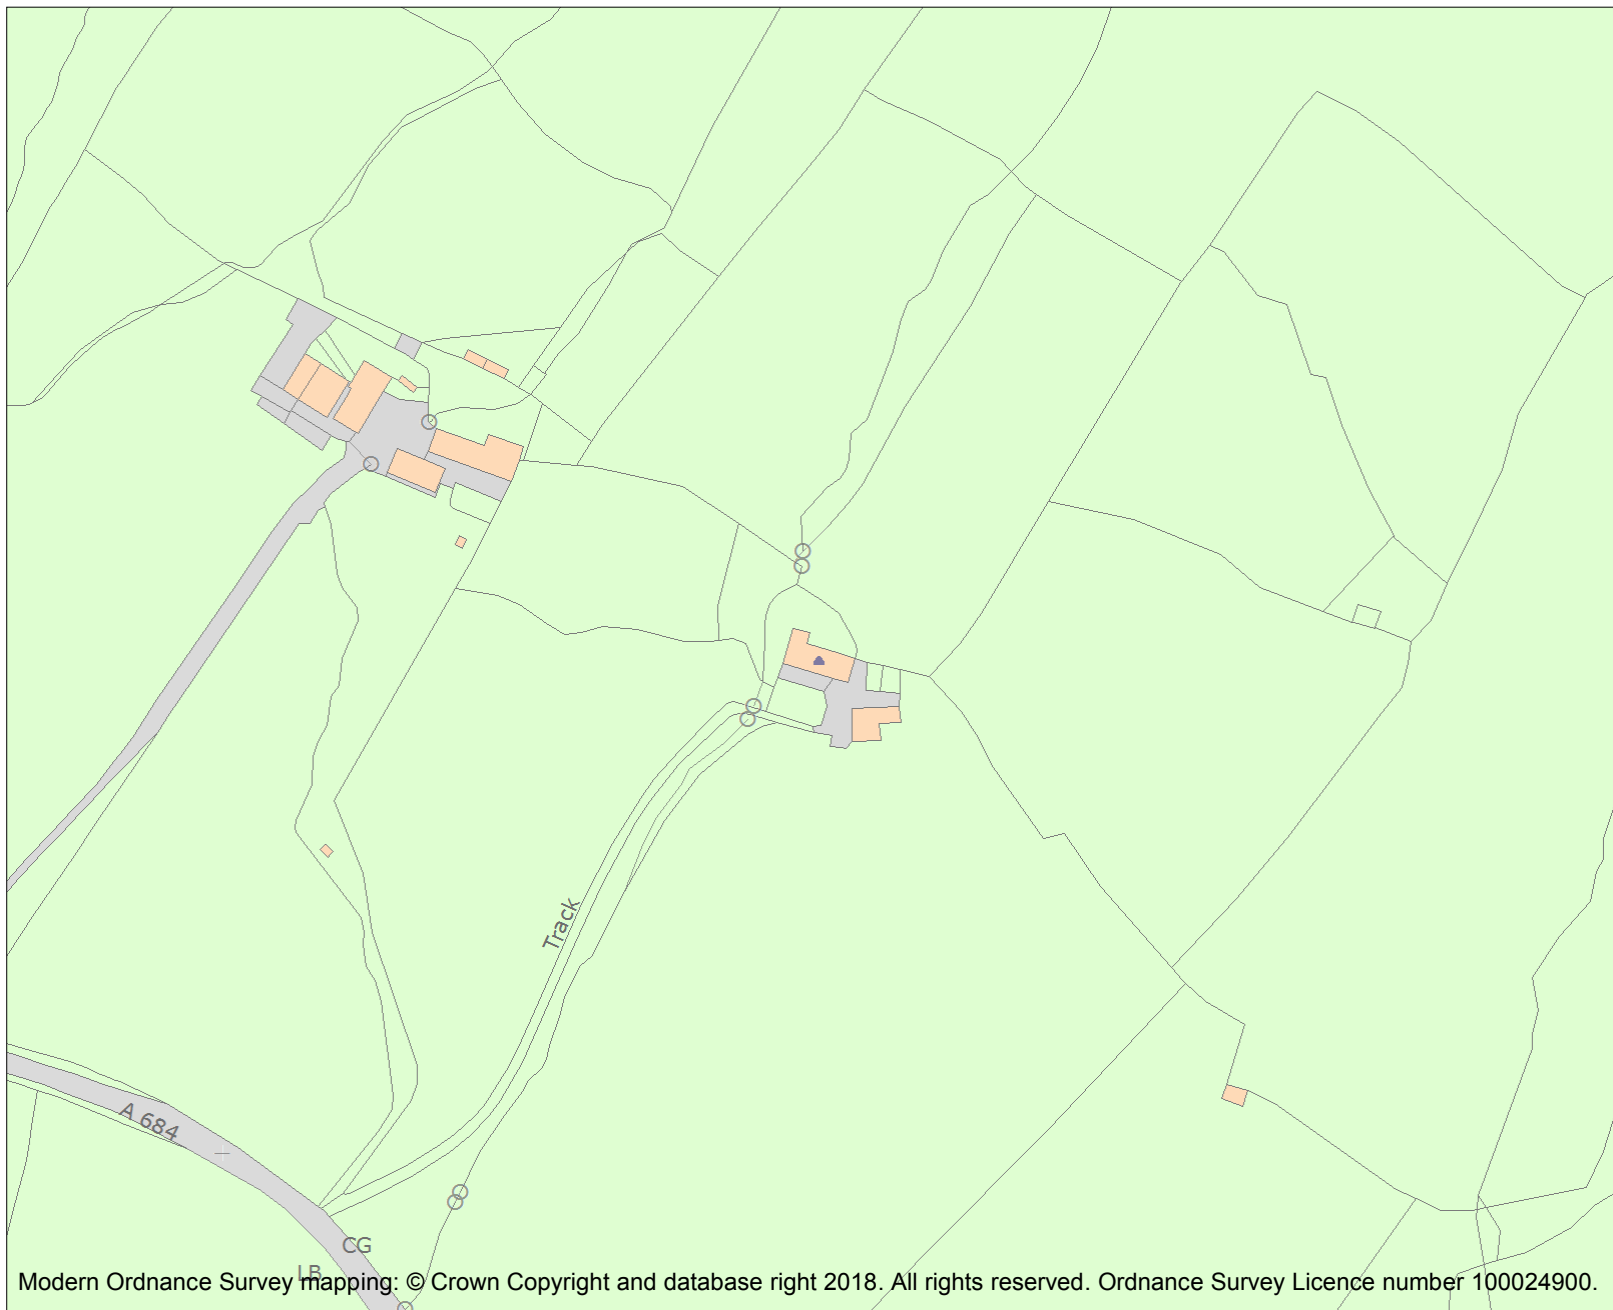 Track
A 684
CG
LB
Modern Ordnance Survey mapping: © Crown Copyright and database right 2018. All rights reserved. Ordnance Survey Licence number 100024900.